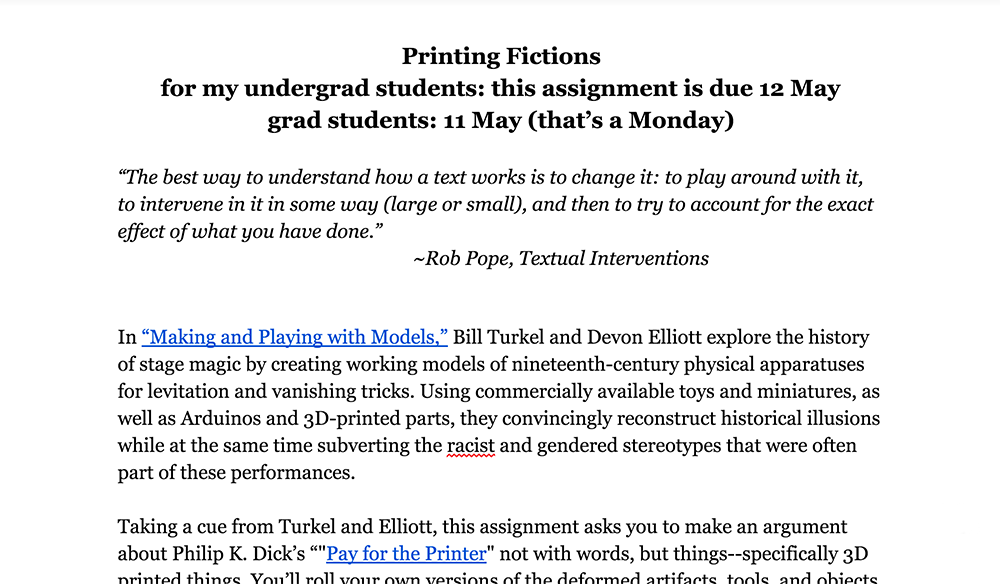 Printing Fictions
for my undergrad students: this assignment is due 12 May
grad students: 11 May (that’s a Monday)
“The best way to understand how a text works is to change it: to play around with it,
to intervene in it in some way (large or small), and then to try to account for the exact
effect of what you have done.”
~Rob Pope, Textual Interventions
In “Making and Playing with Models,” Bill Turkel and Devon Elliott explore the history
of stage magic by creating working models of nineteenth-century physical apparatuses
for levitation and vanishing tricks. Using commercially available toys and miniatures, as
well as Arduinos and 3D-printed parts, they convincingly reconstruct historical illusions
while at the same time subverting the racist and gendered stereotypes that were often
part of these performances.
Taking a cue from Turkel and Elliott, this assignment asks you to make an argument
about Philip K. Dick’s “"Pay for the Printer" not with words, but things--specifically 3D
printed things. You’ll roll your own versions of the deformed artifacts, tools, and objects